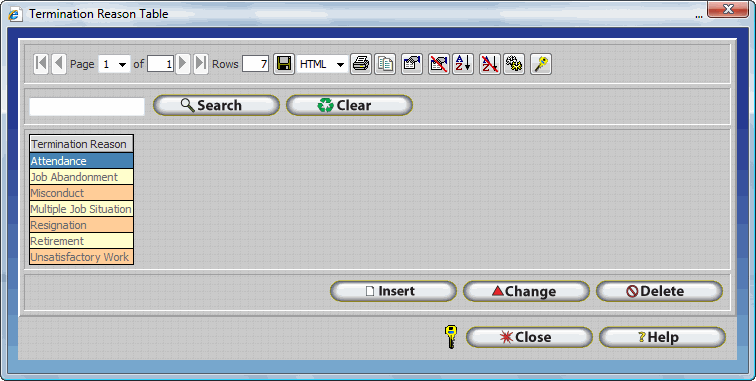 Termination Reason Table
...
Page 1 of 1 Rows 7 HTML
Search Clear
Termination Reason
Attendance
Job Abandonment
Misconduct
Multiple Job Situation
Resignation
Retirement
Unsatisfactory Work
Insert Change Delete
Close ?Help